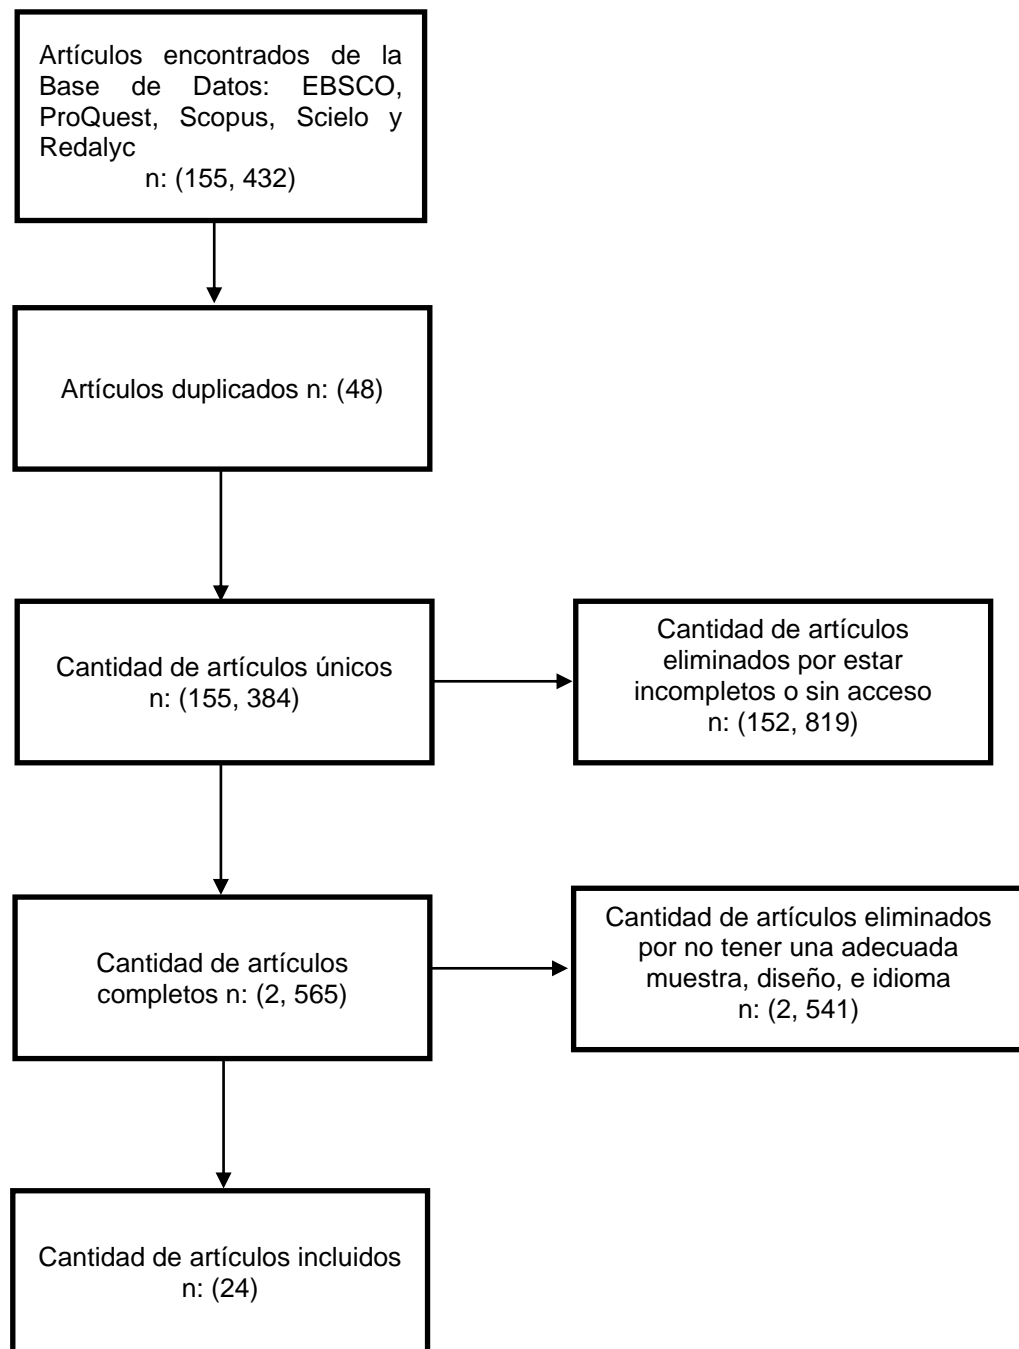 Artículos encontrados de la
Base de Datos: EBSCO,
ProQuest, Scopus, Scielo y
Redalyc
n: (155, 432)
Artículos duplicados n: (48)
Cantidad de artículos únicos
n: (155, 384)
Cantidad de artículos
eliminados por estar
incompletos o sin acceso
n: (152, 819)
Cantidad de artículos
completos n: (2, 565)
Cantidad de artículos eliminados
por no tener una adecuada
muestra, diseño, e idioma
n: (2, 541)
Cantidad de artículos incluidos
n: (24)